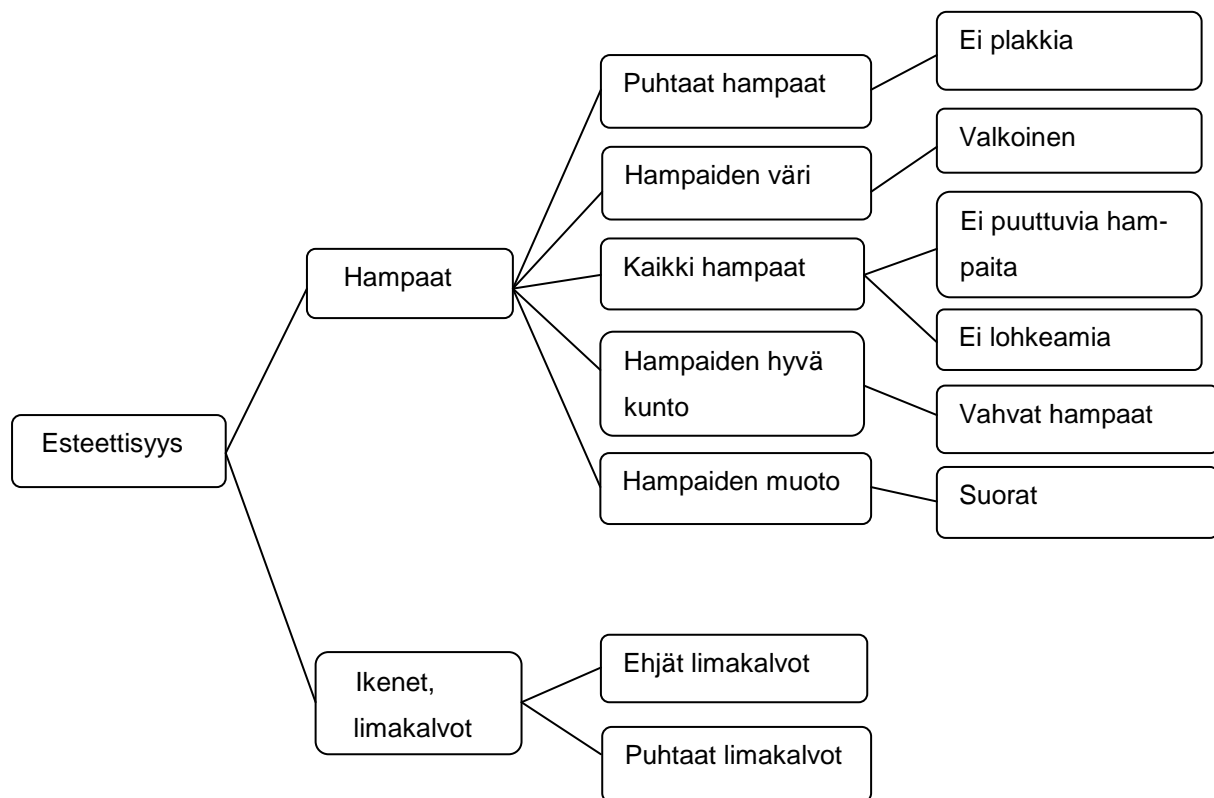 Ei plakkia
Puhtaat hampaat
Valkoinen
Hampaiden väri
Ei puuttuvia ham-
paita
Kaikki hampaat
Hampaat
Ei lohkeamia
Hampaiden hyvä
kunto
Vahvat hampaat
Esteettisyys
Hampaiden muoto
Suorat
Ehjät limakalvot
Ikenet,
limakalvot
Puhtaat limakalvot